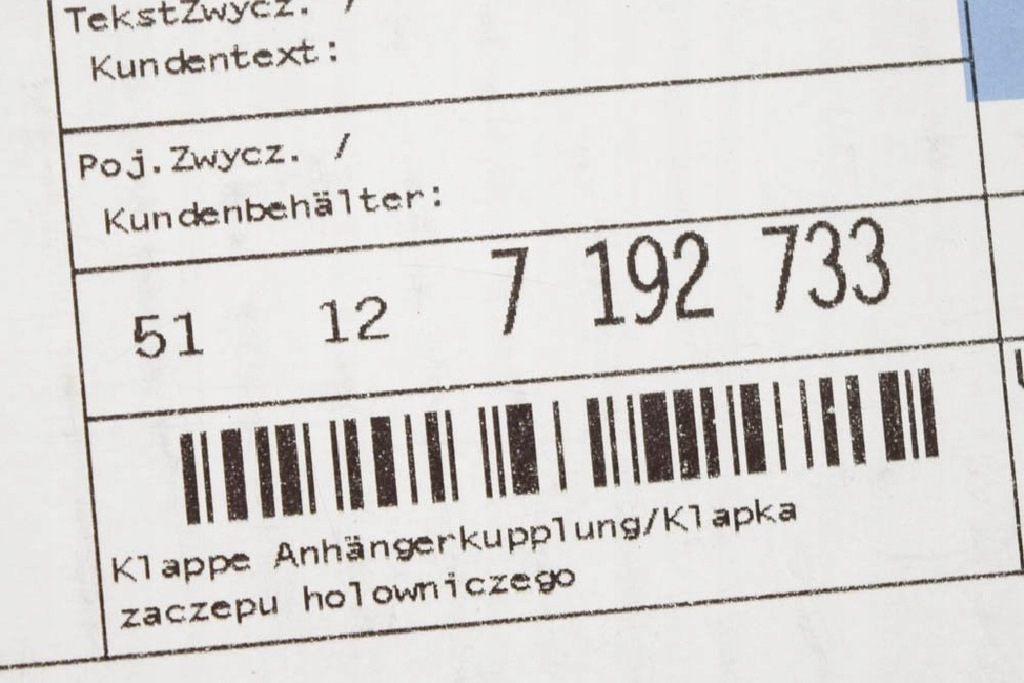 TekstZwycz. /
Kundentext:
Poj.Zwycz. /
Kundenbehälter:
51 12 7 192 733
Klappe Anhängerkupplung/Klapka
zaczepu holowniczego